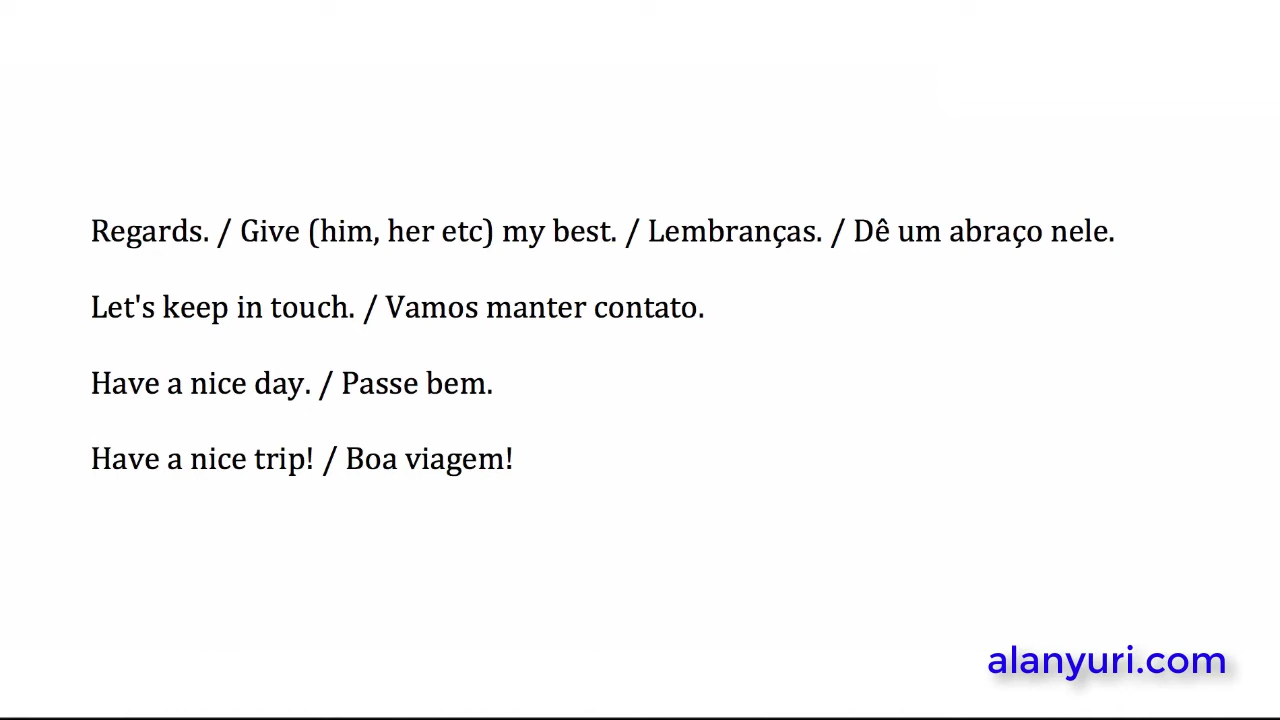 Regards. / Give (him, her etc) my best. / Lembranças. / Dê um abraço nele.
Let's keep in touch. / Vamos manter contato.
Have a nice day. / Passe bem.
Have a nice trip! / Boa viagem!
alanyuri.com